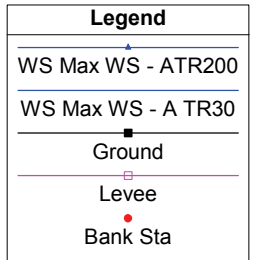 Legend
WS Max WS - ATR200
WS Max WS - A TR30
Ground
Levee
Bank Sta